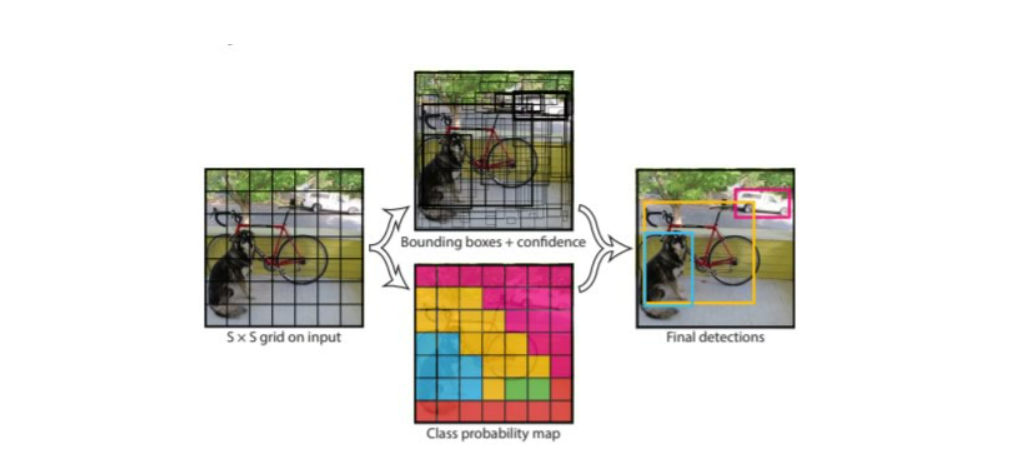 S × S grid on input
Bounding boxes + confidence
Class probability map
Final detections